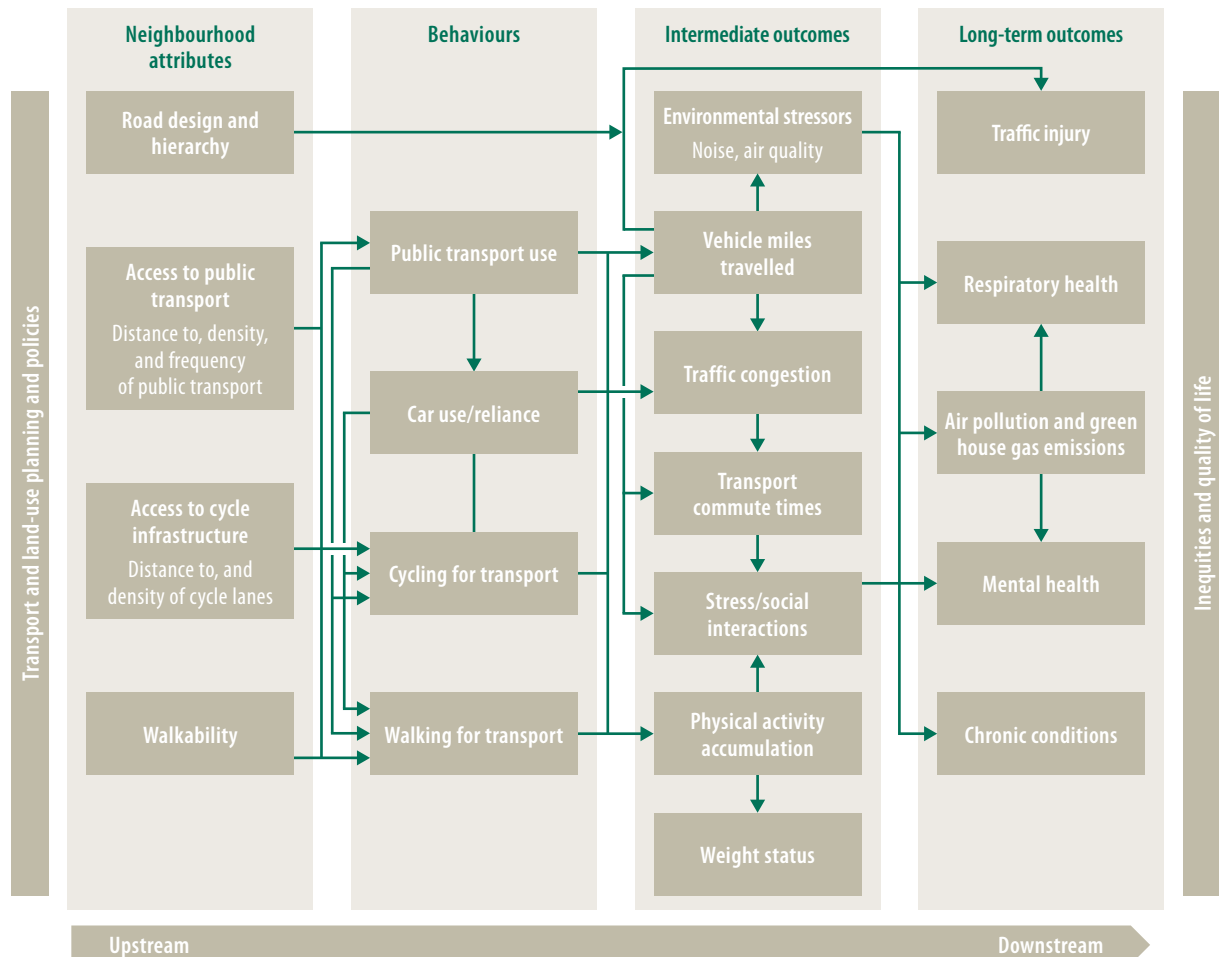 Neighbourhood
attributes
Behaviours
Intermediate outcomes
Long-term outcomes
Transport and land-use planning and policies
Road design and
hierarchy
Access to public
transport
Distance to, density,
and frequency
of public transport
Access to cycle
infrastructure
Distance to, and
density of cycle lanes
Walkability
Public transport use
Car use/reliance
Cycling for transport
Walking for transport
Environmental stressors
Noise, air quality
Vehicle miles
travelled
Traffic congestion
Transport
commute times
Stress/social
interactions
Physical activity
accumulation
Weight status
Traffic injury
Respiratory health
Air pollution and green
house gas emissions
Mental health
Chronic conditions
Inequities and quality of life
Upstream
Downstream